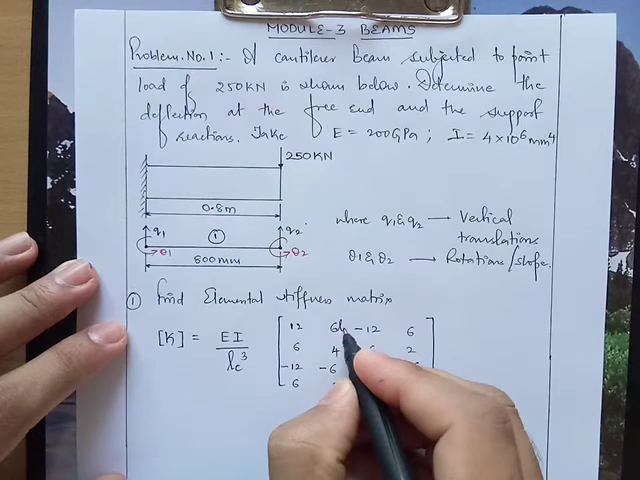 MODULE-3 BEAMS
Problem.No.1:- A cantilever Beam subjected to point
load of 250KN is shown below. Determine the
deflection at the free end and the support
reactions. Take E = 200GPa; I = 4×10⁶mm⁴
250KN
0.8m
q1 1 q2
θ1 θ2
800mm
where q1 & q2 → Vertical
translations
θ1 & θ2 → Rotations/slope.
1 Find Elemental stiffness matrix
[K] = EI/le³
12 6l -12 6
6 4 2
-12 -6
6